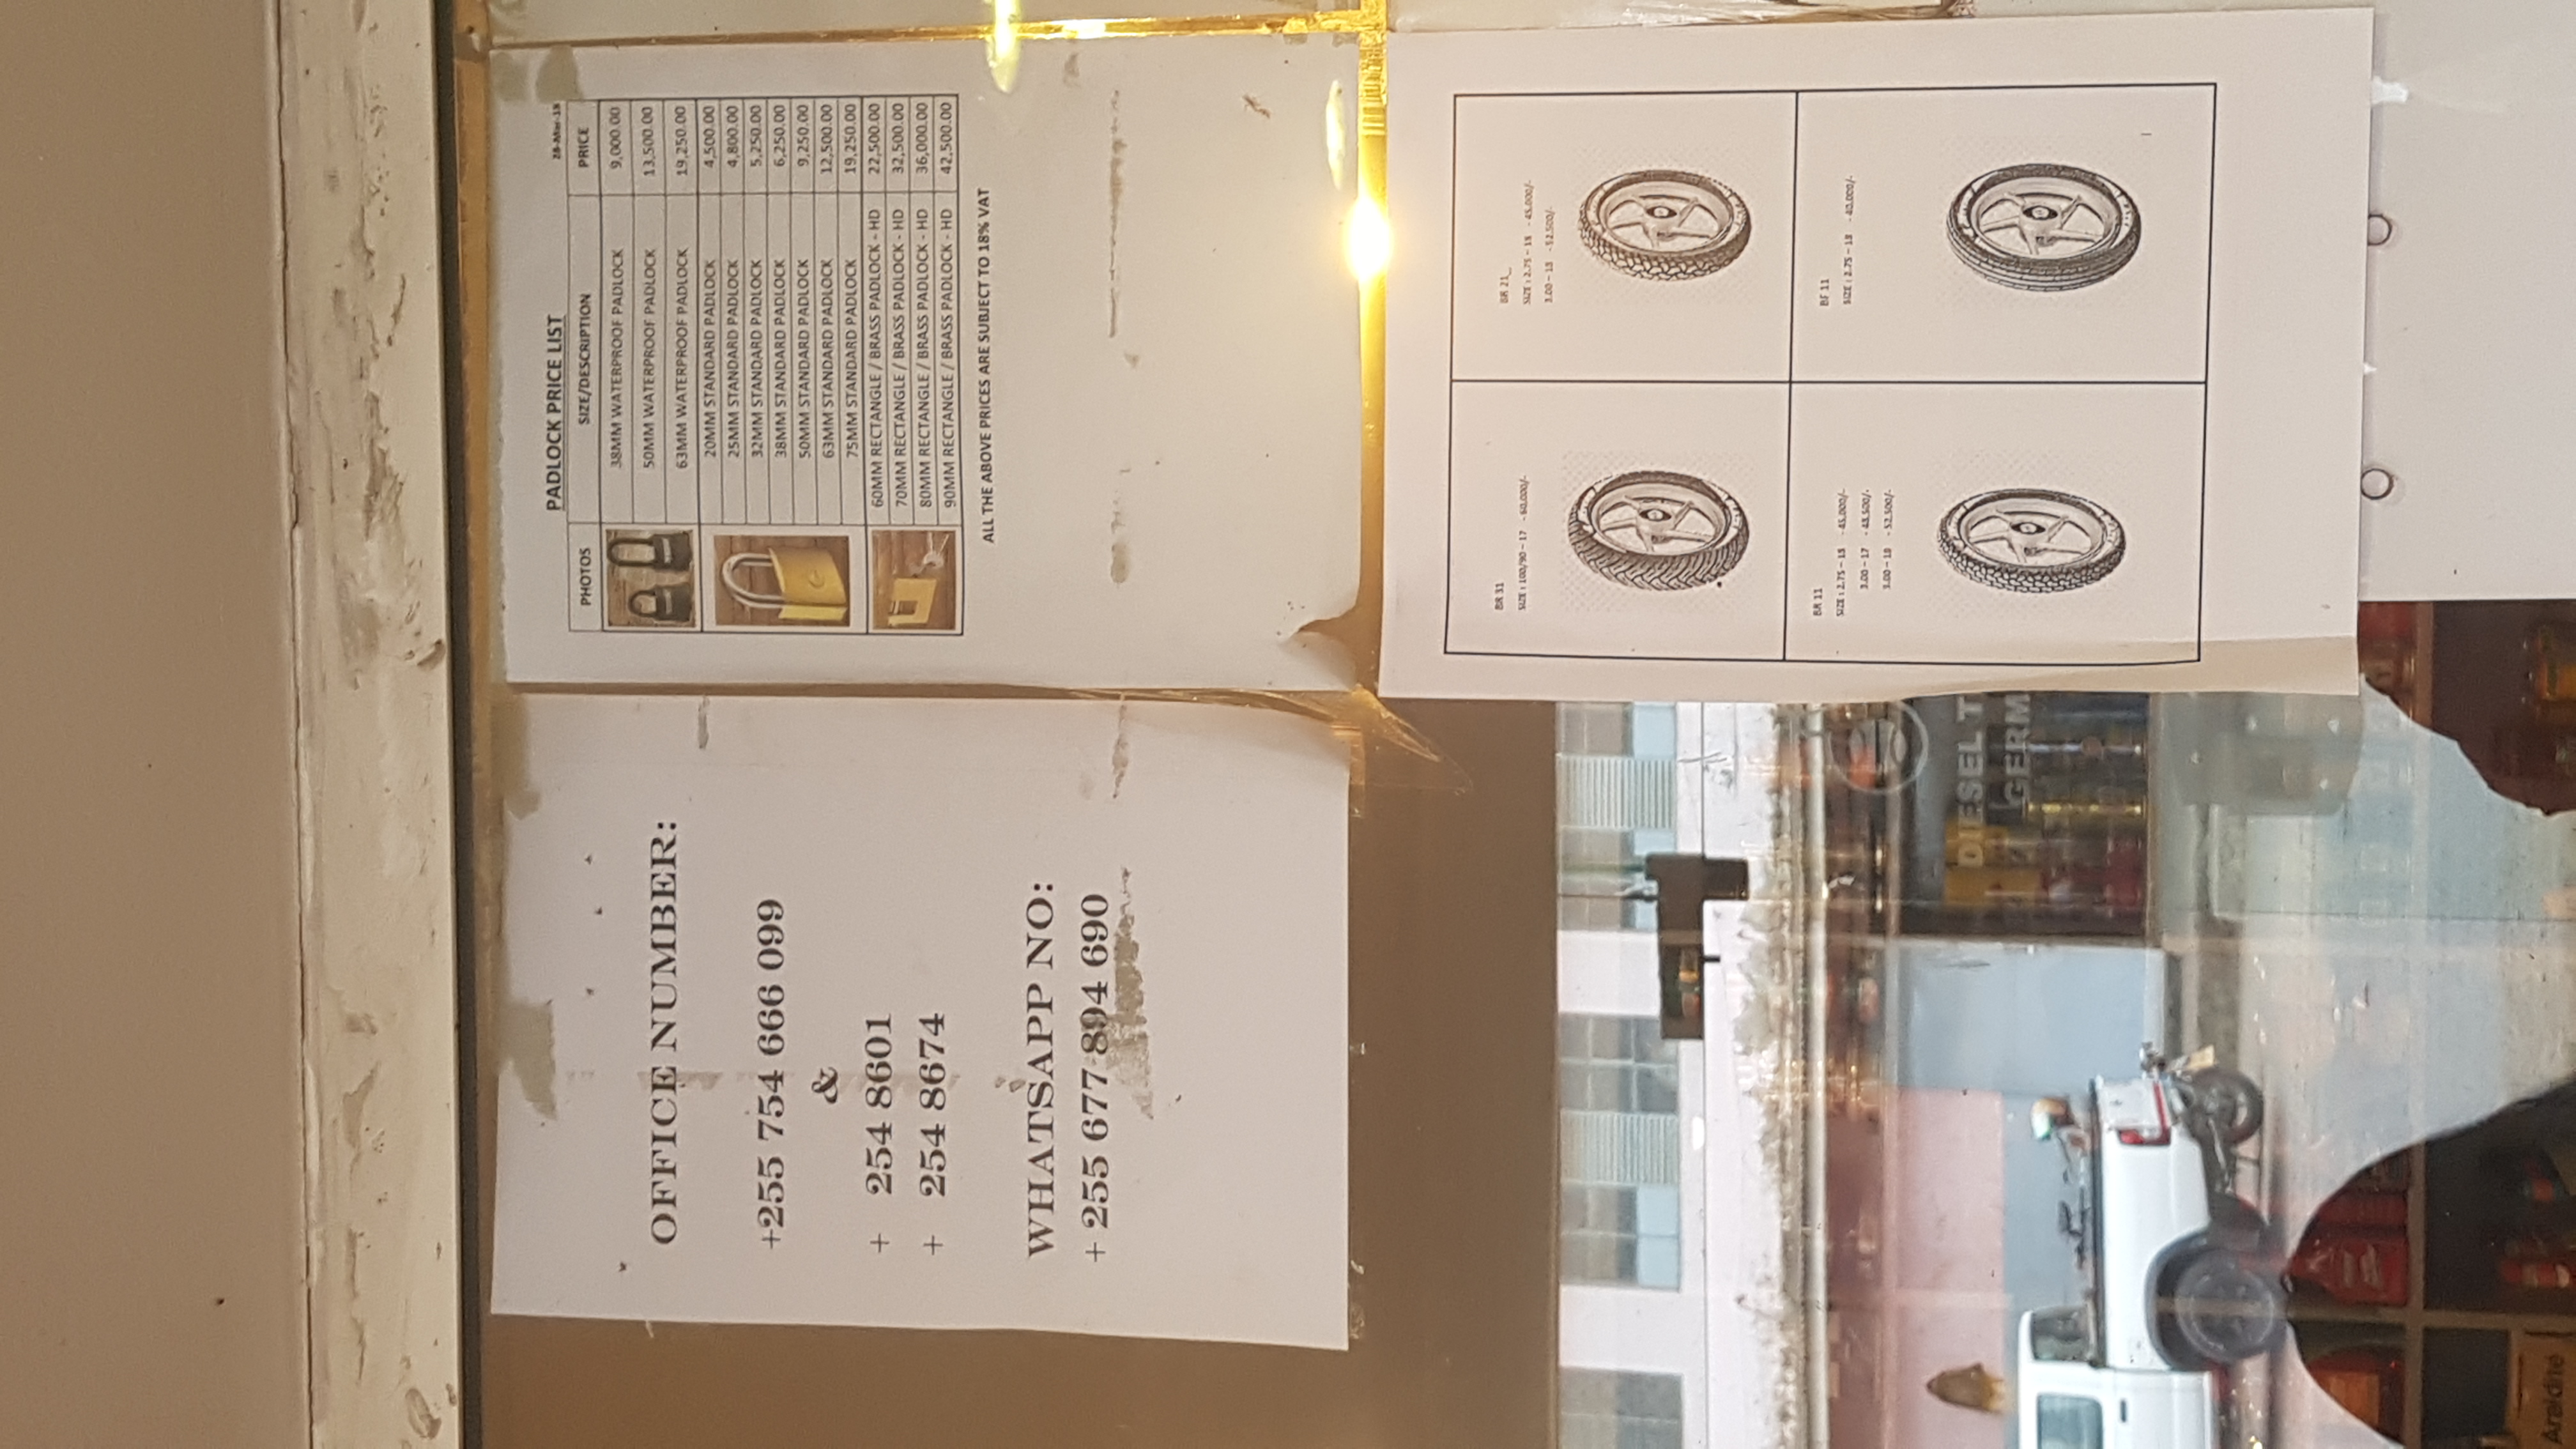 OFFICE NUMBER:
+255 754 666 099
&
+ 254 8601
+ 254 8674
WHATSAPP NO:
+ 255 677 894 690
PADLOCK PRICE LIST
28-Mar-18
PHOTOS SIZE/DESCRIPTION PRICE
38MM WATERPROOF PADLOCK 9,000.00
50MM WATERPROOF PADLOCK 13,500.00
63MM WATERPROOF PADLOCK 19,250.00
20MM STANDARD PADLOCK 4,500.00
25MM STANDARD PADLOCK 4,800.00
32MM STANDARD PADLOCK 5,250.00
38MM STANDARD PADLOCK 6,250.00
50MM STANDARD PADLOCK 9,250.00
63MM STANDARD PADLOCK 12,500.00
75MM STANDARD PADLOCK 19,250.00
60MM RECTANGLE / BRASS PADLOCK - HD 22,500.00
70MM RECTANGLE / BRASS PADLOCK - HD 32,500.00
80MM RECTANGLE / BRASS PADLOCK - HD 36,000.00
90MM RECTANGLE / BRASS PADLOCK - HD 42,500.00
ALL THE ABOVE PRICES ARE SUBJECT TO 18% VAT
BR 31
SIZE : 100/90 – 17 - 60,000/-
BR 21_
SIZE : 2.75 – 18 - 45,000/-
3.00 – 18 - 52,500/-
BR 11
SIZE : 2.75 – 18 - 45,000/-
3.00 – 17 - 48,500/-
3.00 – 18 - 52,500/-
BF 11
SIZE : 2.75 – 18 - 40,000/-
DIESEL T
GERM
Araldite